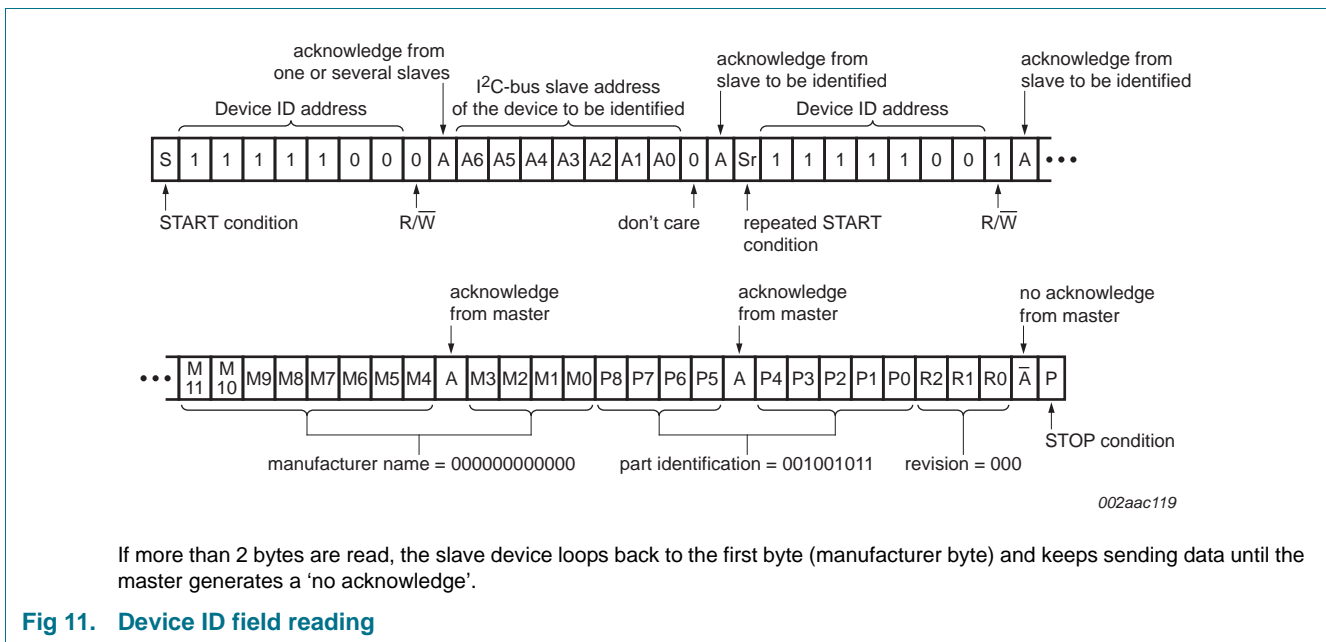 acknowledge from
one or several slaves
I2C-bus slave address
of the device to be identified
acknowledge from
slave to be identified
acknowledge from
slave to be identified
Device ID address
Device ID address
S 1 1 1 1 1 0 0 0 A A6 A5 A4 A3 A2 A1 A0 0 A Sr 1 1 1 1 1 0 0 1 A •••
START condition
R/W̅
don't care
repeated START
condition
R/W̅
acknowledge
from master
acknowledge
from master
no acknowledge
from master
••• M11 M10 M9 M8 M7 M6 M5 M4 A M3 M2 M1 M0 P8 P7 P6 P5 A P4 P3 P2 P1 P0 R2 R1 R0 A̅ P
STOP condition
manufacturer name = 000000000000
part identification = 001001011
revision = 000
002aac119
If more than 2 bytes are read, the slave device loops back to the first byte (manufacturer byte) and keeps sending data until the
master generates a ‘no acknowledge’.
Fig 11. Device ID field reading